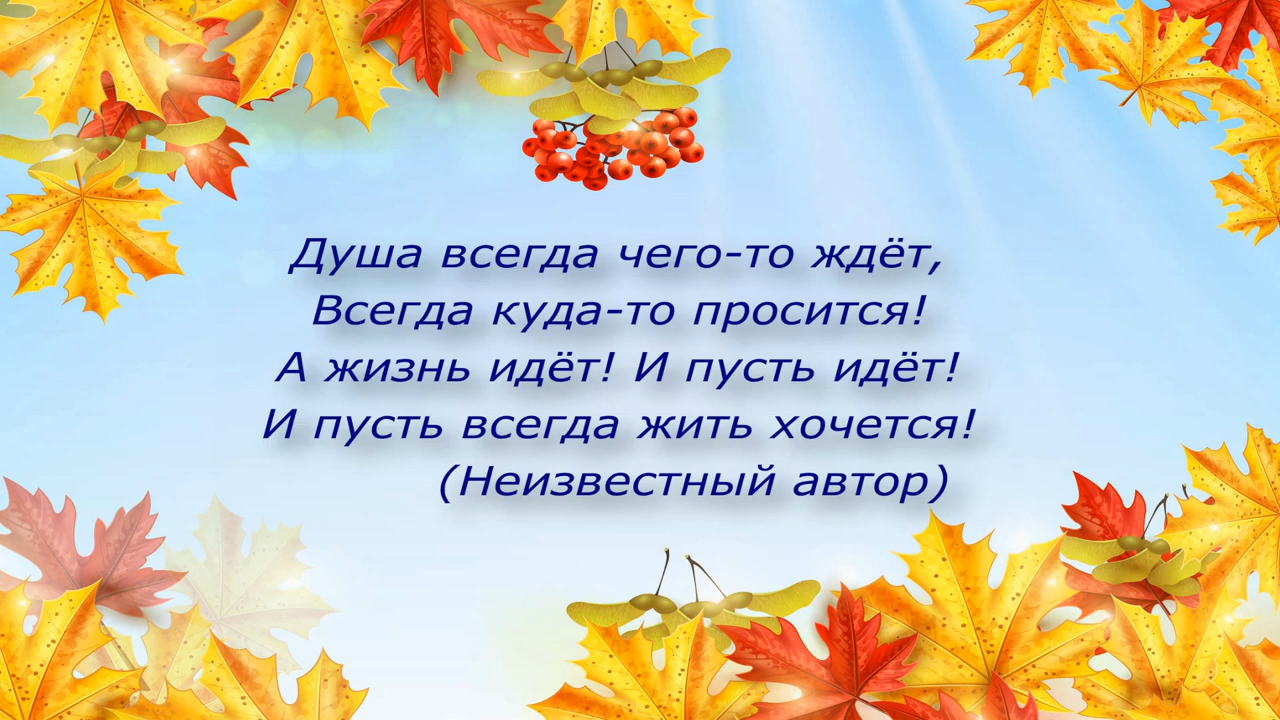 Душа всегда чего-то ждёт,
Всегда куда-то просится!
А жизнь идёт! И пусть идёт!
И пусть всегда жить хочется!
(Неизвестный автор)